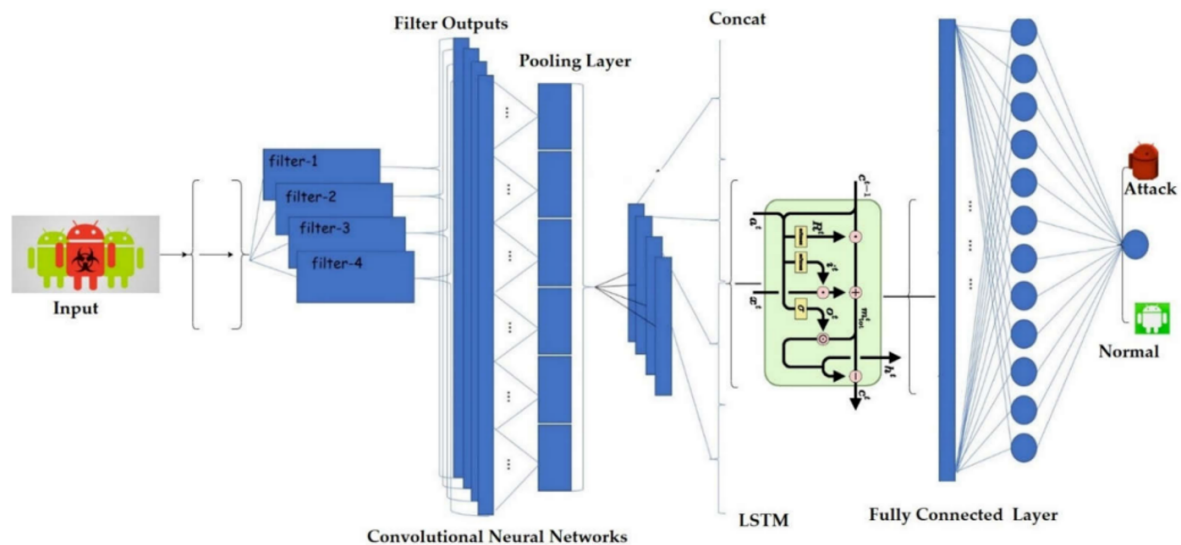 Filter Outputs
Concat
Pooling Layer
filter-1
filter-2
filter-3
filter-4
Input
Attack
Normal
Convolutional Neural Networks
LSTM
Fully Connected Layer